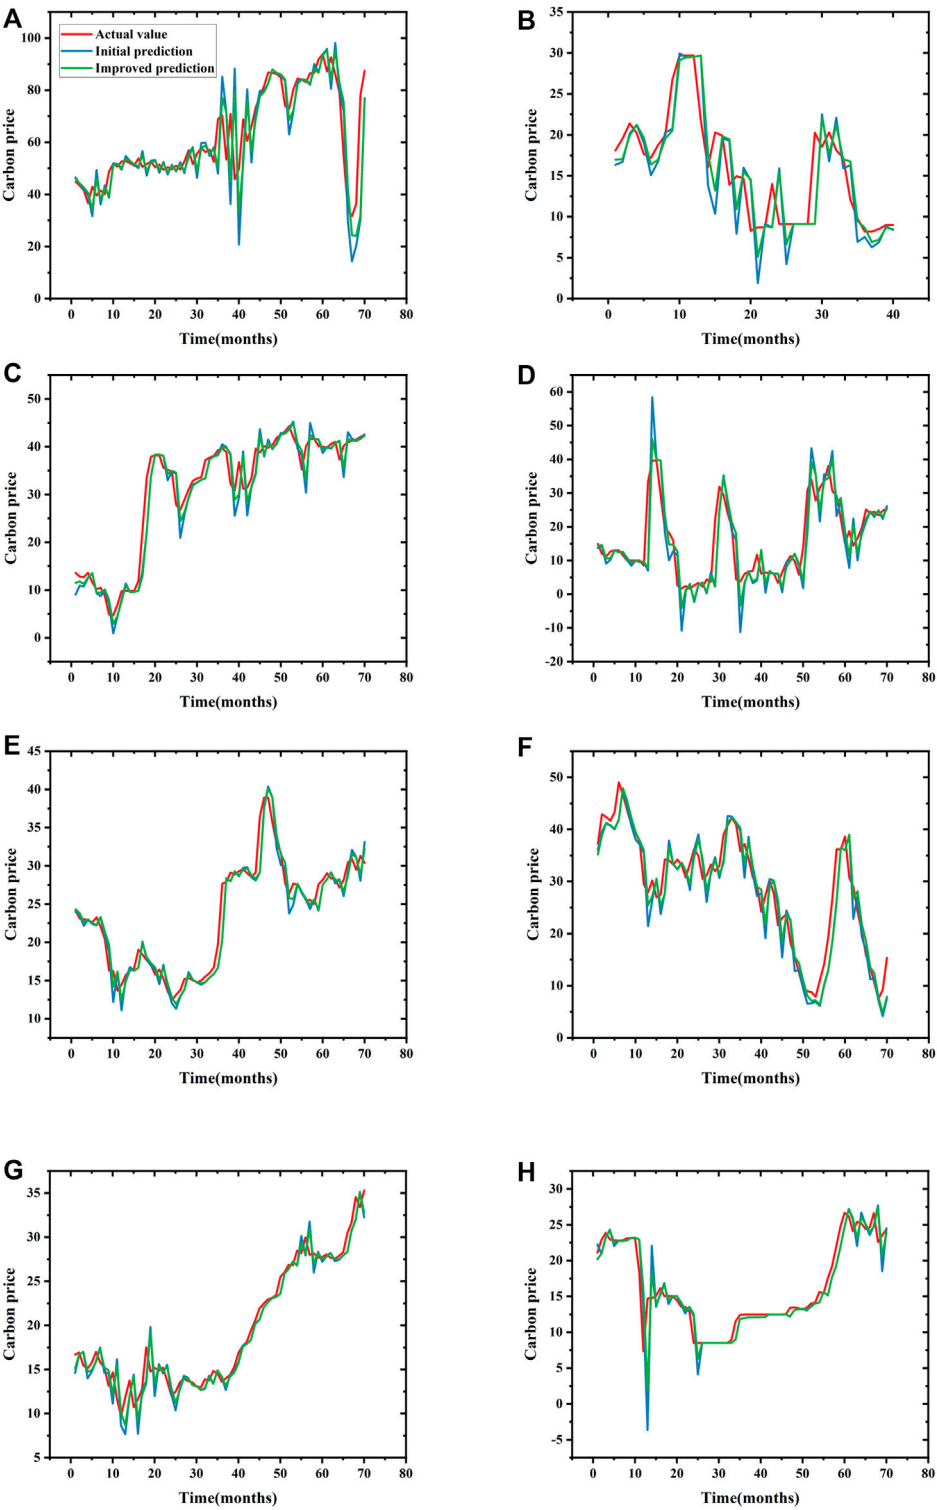 A
Actual value
Initial prediction
Improved prediction
100
80
60
40
20
0
Carbon price
0 10 20 30 40 50 60 70 80
Time(months)
B
35
30
25
20
15
10
5
0
Carbon price
0 10 20 30 40
Time(months)
C
50
40
30
20
10
0
Carbon price
0 10 20 30 40 50 60 70 80
Time(months)
D
60
50
40
30
20
10
0
-10
-20
Carbon price
0 10 20 30 40 50 60 70 80
Time(months)
E
45
40
35
30
25
20
15
10
Carbon price
0 10 20 30 40 50 60 70 80
Time(months)
F
50
40
30
20
10
0
Carbon price
0 10 20 30 40 50 60 70 80
Time(months)
G
35
30
25
20
15
10
5
Carbon price
0 10 20 30 40 50 60 70 80
Time(months)
H
30
25
20
15
10
5
0
-5
Carbon price
0 10 20 30 40 50 60 70 80
Time(months)